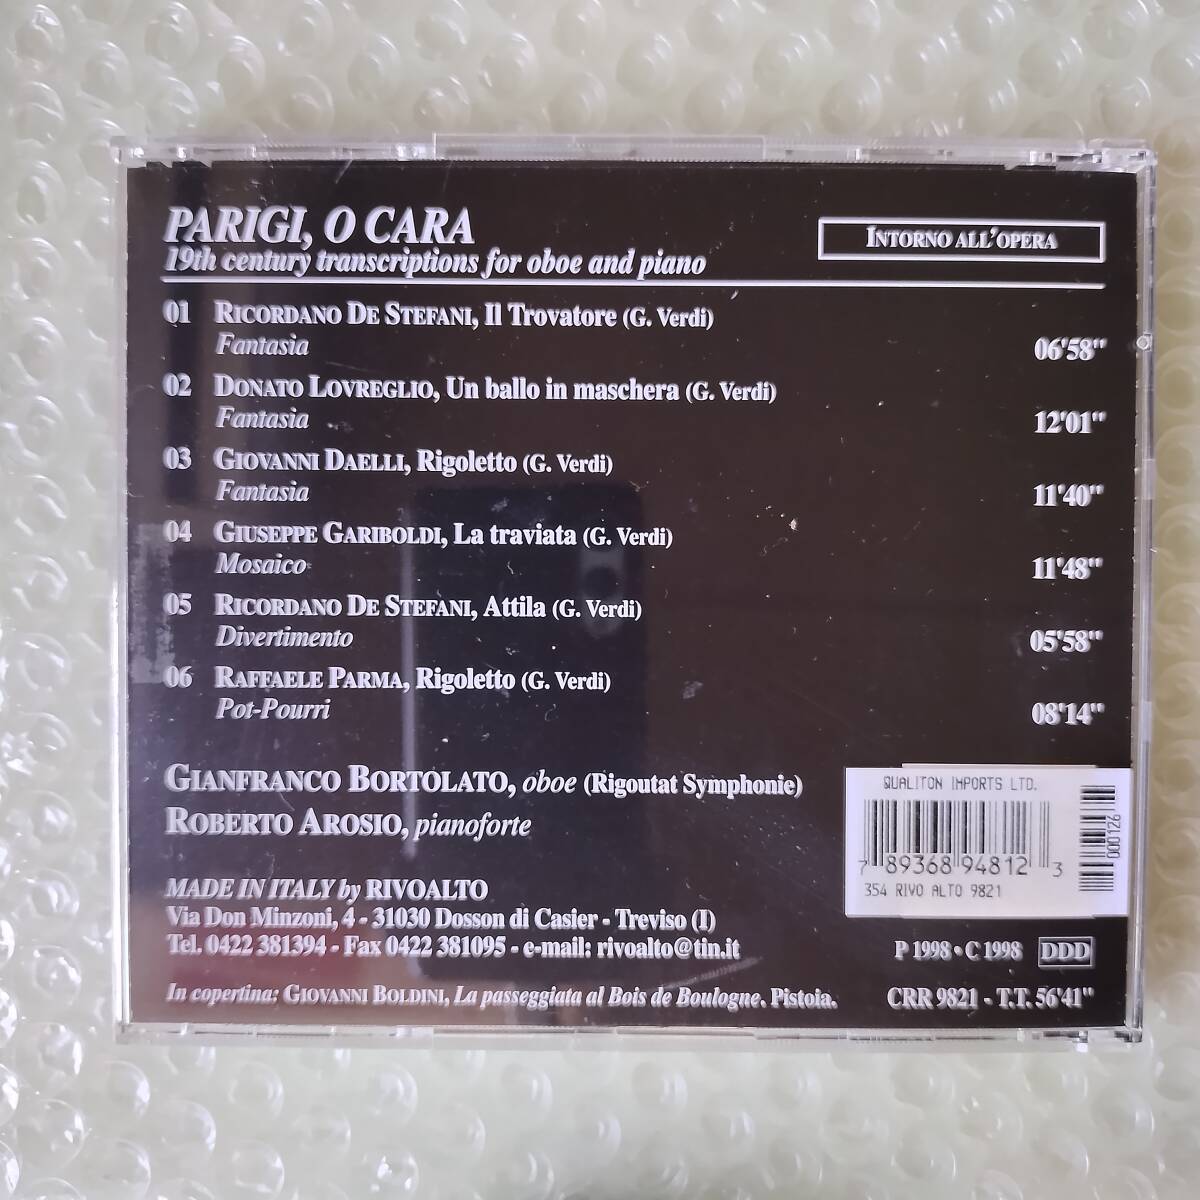 PARIGI, O CARA
19th century transcriptions for oboe and piano
INTORNO ALL'OPERA
01 RICORDANO DE STEFANI, Il Trovatore (G. Verdi)
Fantasia 06'58"
02 DONATO LOVREGLIO, Un ballo in maschera (G. Verdi)
Fantasia 12'01"
03 GIOVANNI DAELLI, Rigoletto (G. Verdi)
Fantasia 11'40"
04 GIUSEPPE GARIBOLDI, La traviata (G. Verdi)
Mosaico 11'48"
05 RICORDANO DE STEFANI, Attila (G. Verdi)
Divertimento 05'58"
06 RAFFAELE PARMA, Rigoletto (G. Verdi)
Pot-Pourri 08'14"
GIANFRANCO BORTOLATO, oboe (Rigoutat Symphonie)
ROBERTO AROSIO, pianoforte
QUALITON IMPORTS LTD.
7 89368 94812 3
000126
354 RIVO ALTO 9821
MADE IN ITALY by RIVOALTO
Via Don Minzoni, 4 - 31030 Dosson di Casier - Treviso (I)
Tel. 0422 381394 - Fax 0422 381095 - e-mail: rivoalto@tin.it
P 1998 • C 1998 DDD
In copertina: GIOVANNI BOLDINI, La passeggiata al Bois de Boulogne. Pistoia.
CRR 9821 - T.T. 56'41"